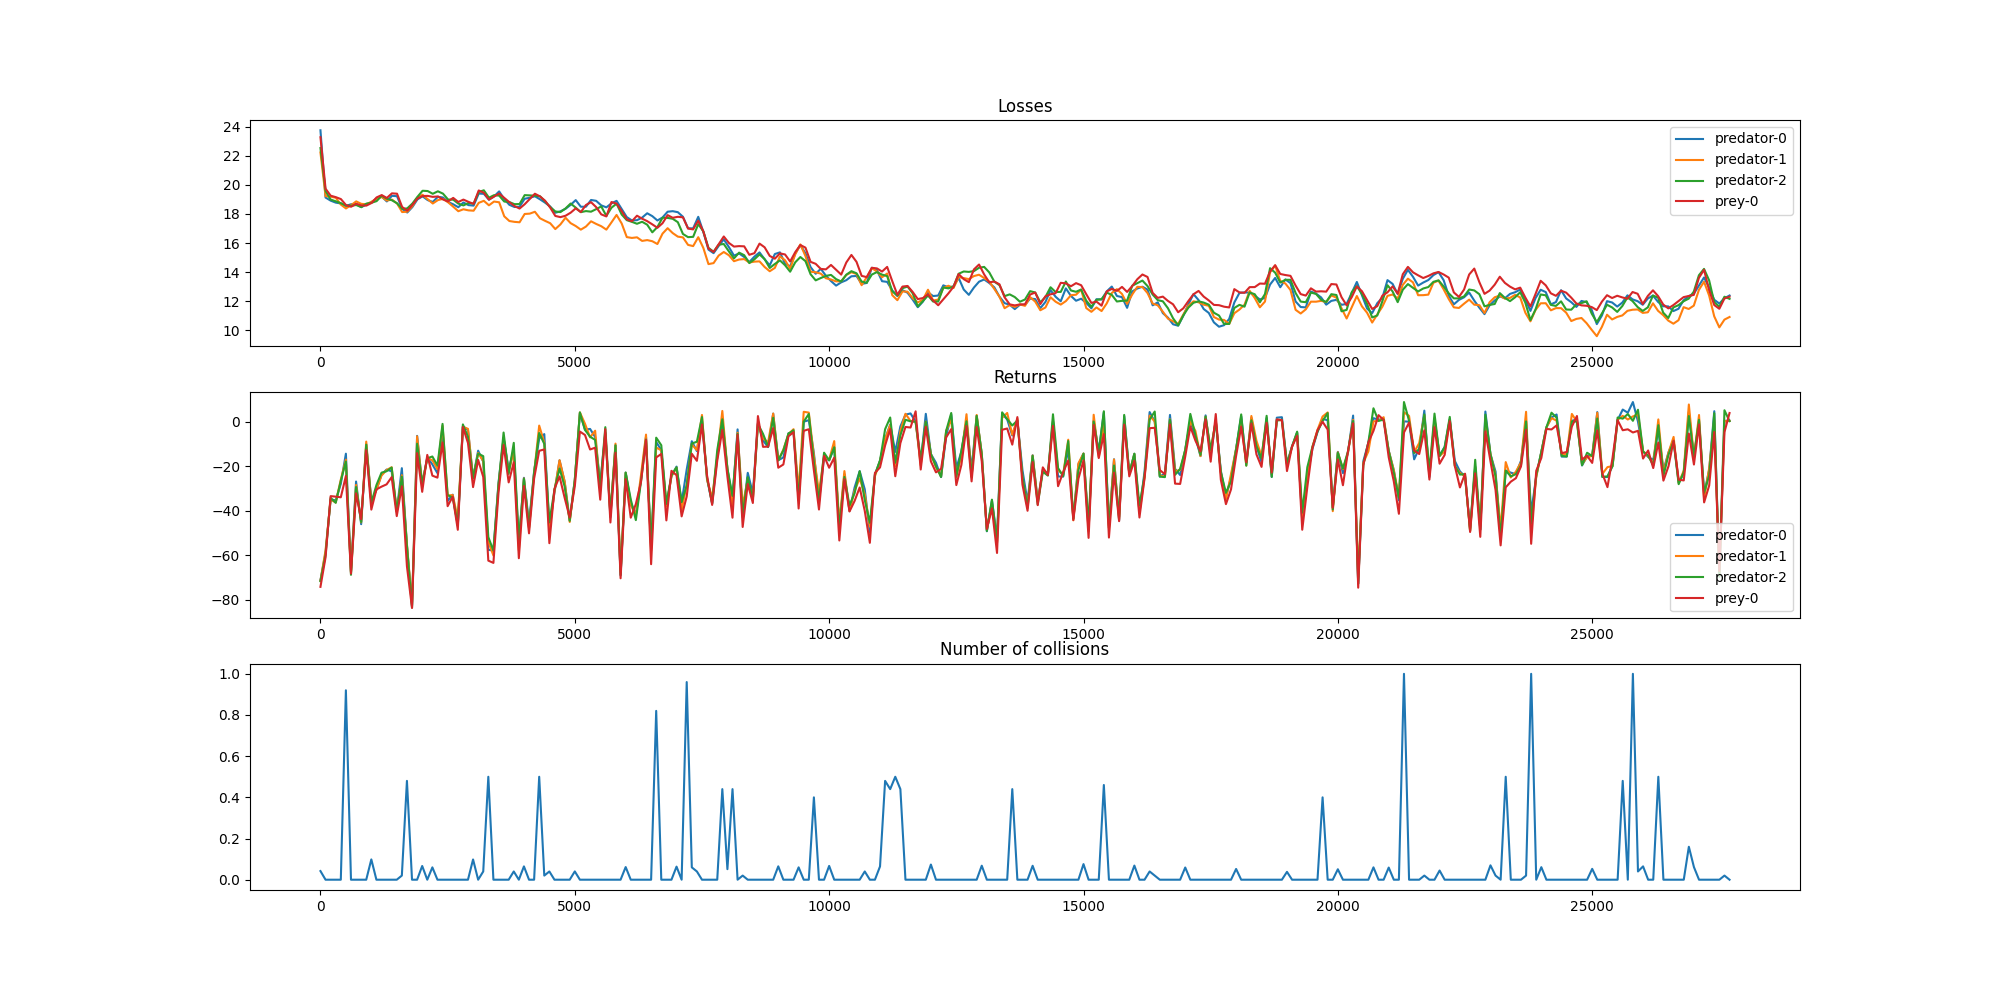 Losses
24
22
20
18
16
14
12
10
predator-0
predator-1
predator-2
prey-0
0 5000 10000 15000 20000 25000
Returns
0
−20
−40
−60
−80
predator-0
predator-1
predator-2
prey-0
0 5000 10000 15000 20000 25000
Number of collisions
1.0
0.8
0.6
0.4
0.2
0.0
0 5000 10000 15000 20000 25000